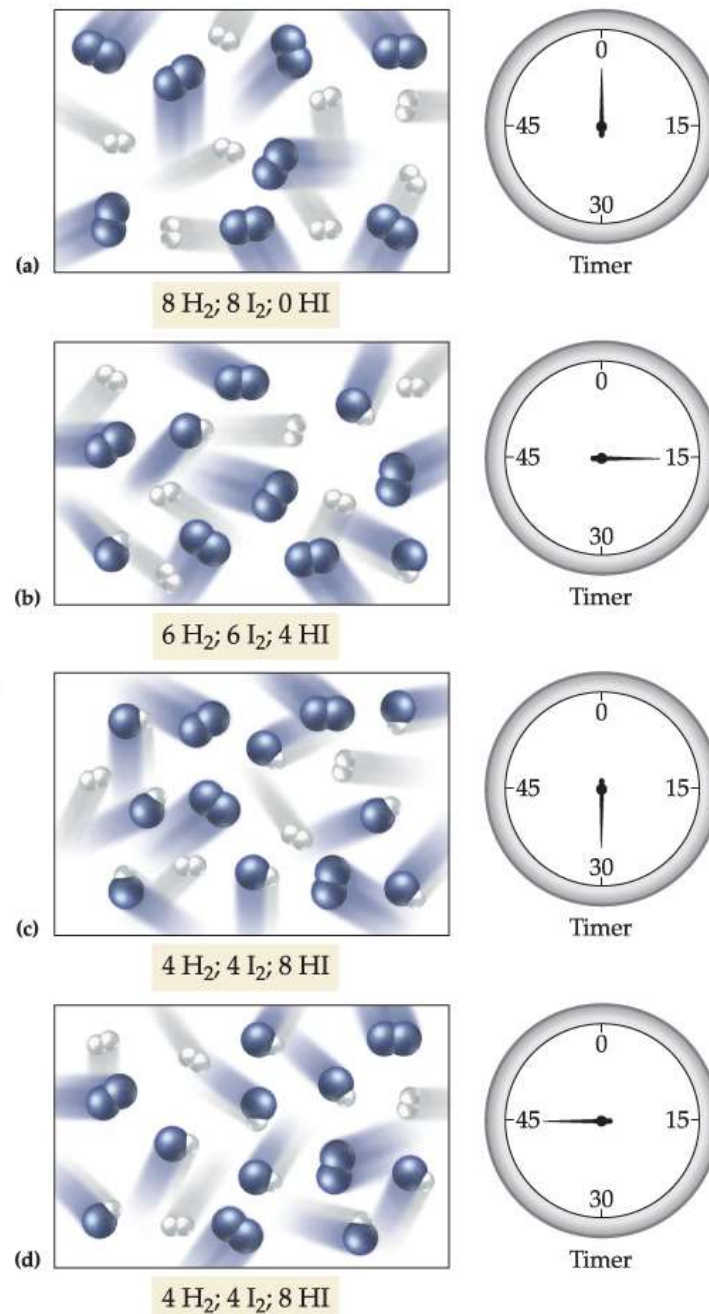 0
45
15
30
(a)
Timer
8 H₂; 8 I₂; 0 HI
0
45
15
30
(b)
Timer
6 H₂; 6 I₂; 4 HI
0
45
15
30
(c)
Timer
4 H₂; 4 I₂; 8 HI
0
45
15
30
(d)
Timer
4 H₂; 4 I₂; 8 HI